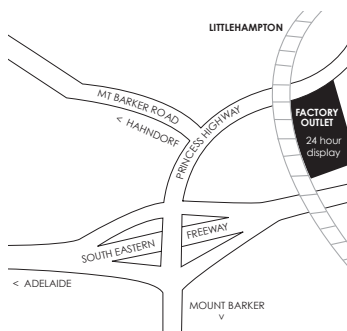 LITTLEHAMPTON
MT BARKER ROAD
< HAHNDORF
PRINCESS HIGHWAY
FACTORY
OUTLET
24 hour
display
SOUTH EASTERN FREEWAY
< ADELAIDE
MOUNT BARKER
v